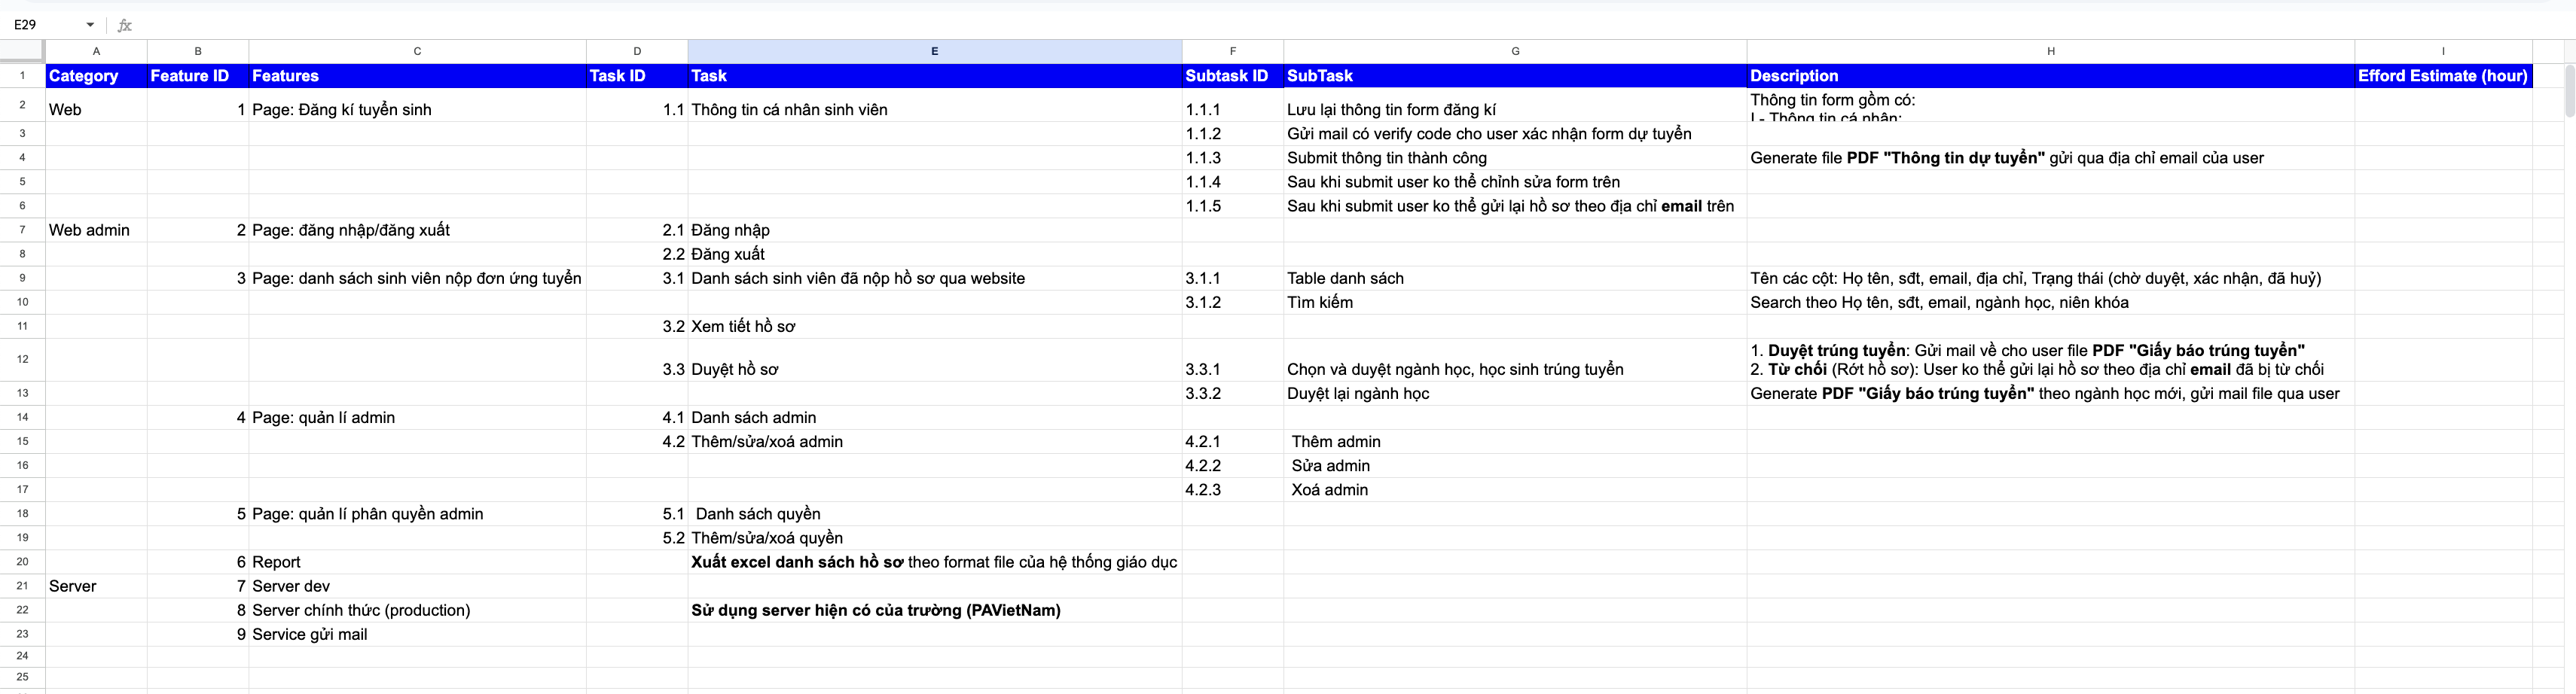 E29 fx
A B C D E F G H I
1 Category Feature ID Features Task ID Task Subtask ID SubTask Description Efford Estimate (hour)
Thông tin form gồm có:
2 Web 1 Page: Đăng kí tuyển sinh 1.1 Thông tin cá nhân sinh viên 1.1.1 Lưu lại thông tin form đăng kí
I - Thông tin cá nhân:
3 1.1.2 Gửi mail có verify code cho user xác nhận form dự tuyển
4 1.1.3 Submit thông tin thành công Generate file PDF "Thông tin dự tuyển" gửi qua địa chỉ email của user
5 1.1.4 Sau khi submit user ko thể chỉnh sửa form trên
6 1.1.5 Sau khi submit user ko thể gửi lại hồ sơ theo địa chỉ email trên
7 Web admin 2 Page: đăng nhập/đăng xuất 2.1 Đăng nhập
8 2.2 Đăng xuất
9 3 Page: danh sách sinh viên nộp đơn ứng tuyển 3.1 Danh sách sinh viên đã nộp hồ sơ qua website 3.1.1 Table danh sách Tên các cột: Họ tên, sđt, email, địa chỉ, Trạng thái (chờ duyệt, xác nhận, đã huỷ)
10 3.1.2 Tìm kiếm Search theo Họ tên, sđt, email, ngành học, niên khóa
11 3.2 Xem tiết hồ sơ
1. Duyệt trúng tuyển: Gửi mail về cho user file PDF "Giấy báo trúng tuyển"
12 3.3 Duyệt hồ sơ 3.3.1 Chọn và duyệt ngành học, học sinh trúng tuyển 2. Từ chối (Rớt hồ sơ): User ko thể gửi lại hồ sơ theo địa chỉ email đã bị từ chối
13 3.3.2 Duyệt lại ngành học Generate PDF "Giấy báo trúng tuyển" theo ngành học mới, gửi mail file qua user
14 4 Page: quản lí admin 4.1 Danh sách admin
15 4.2 Thêm/sửa/xoá admin 4.2.1 Thêm admin
16 4.2.2 Sửa admin
17 4.2.3 Xoá admin
18 5 Page: quản lí phân quyền admin 5.1 Danh sách quyền
19 5.2 Thêm/sửa/xoá quyền
20 6 Report Xuất excel danh sách hồ sơ theo format file của hệ thống giáo dục
21 Server 7 Server dev
22 8 Server chính thức (production) Sử dụng server hiện có của trường (PAVietNam)
23 9 Service gửi mail
24
25